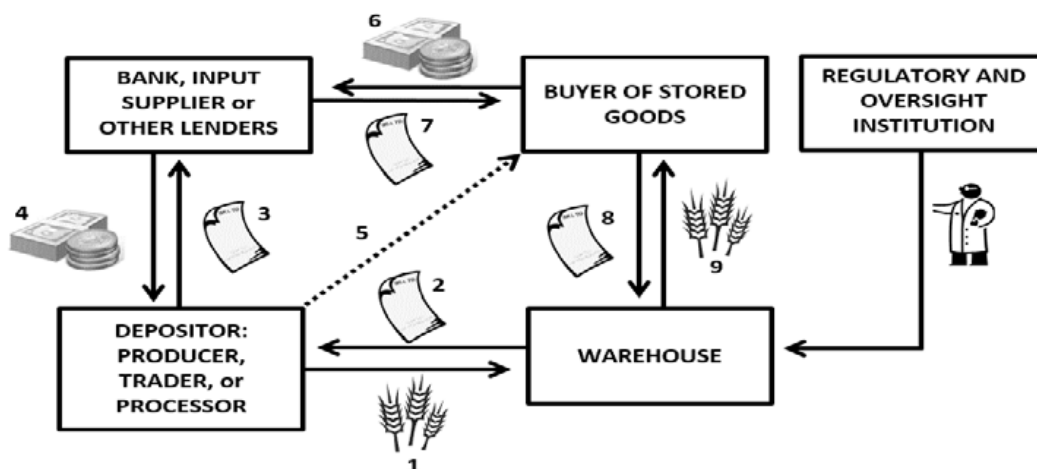 6
BANK, INPUT
SUPPLIER or
OTHER LENDERS
BUYER OF STORED
GOODS
REGULATORY AND
OVERSIGHT
INSTITUTION
7
4
3
5
8
9
2
DEPOSITOR:
PRODUCER,
TRADER, or
PROCESSOR
WAREHOUSE
1